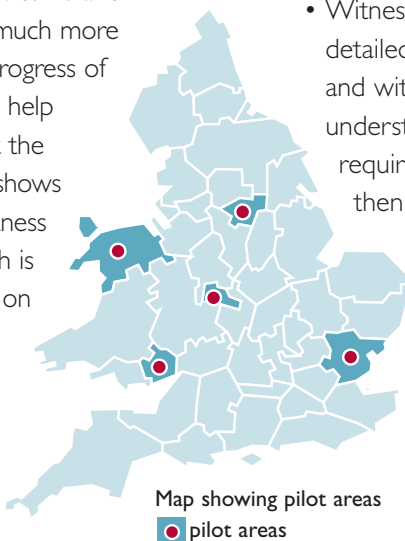 much more
rogress of
help
the
shows
tness
h is
on
• Witnes
detailed
and wit
underst
requir
then
Map showing pilot areas
pilot areas